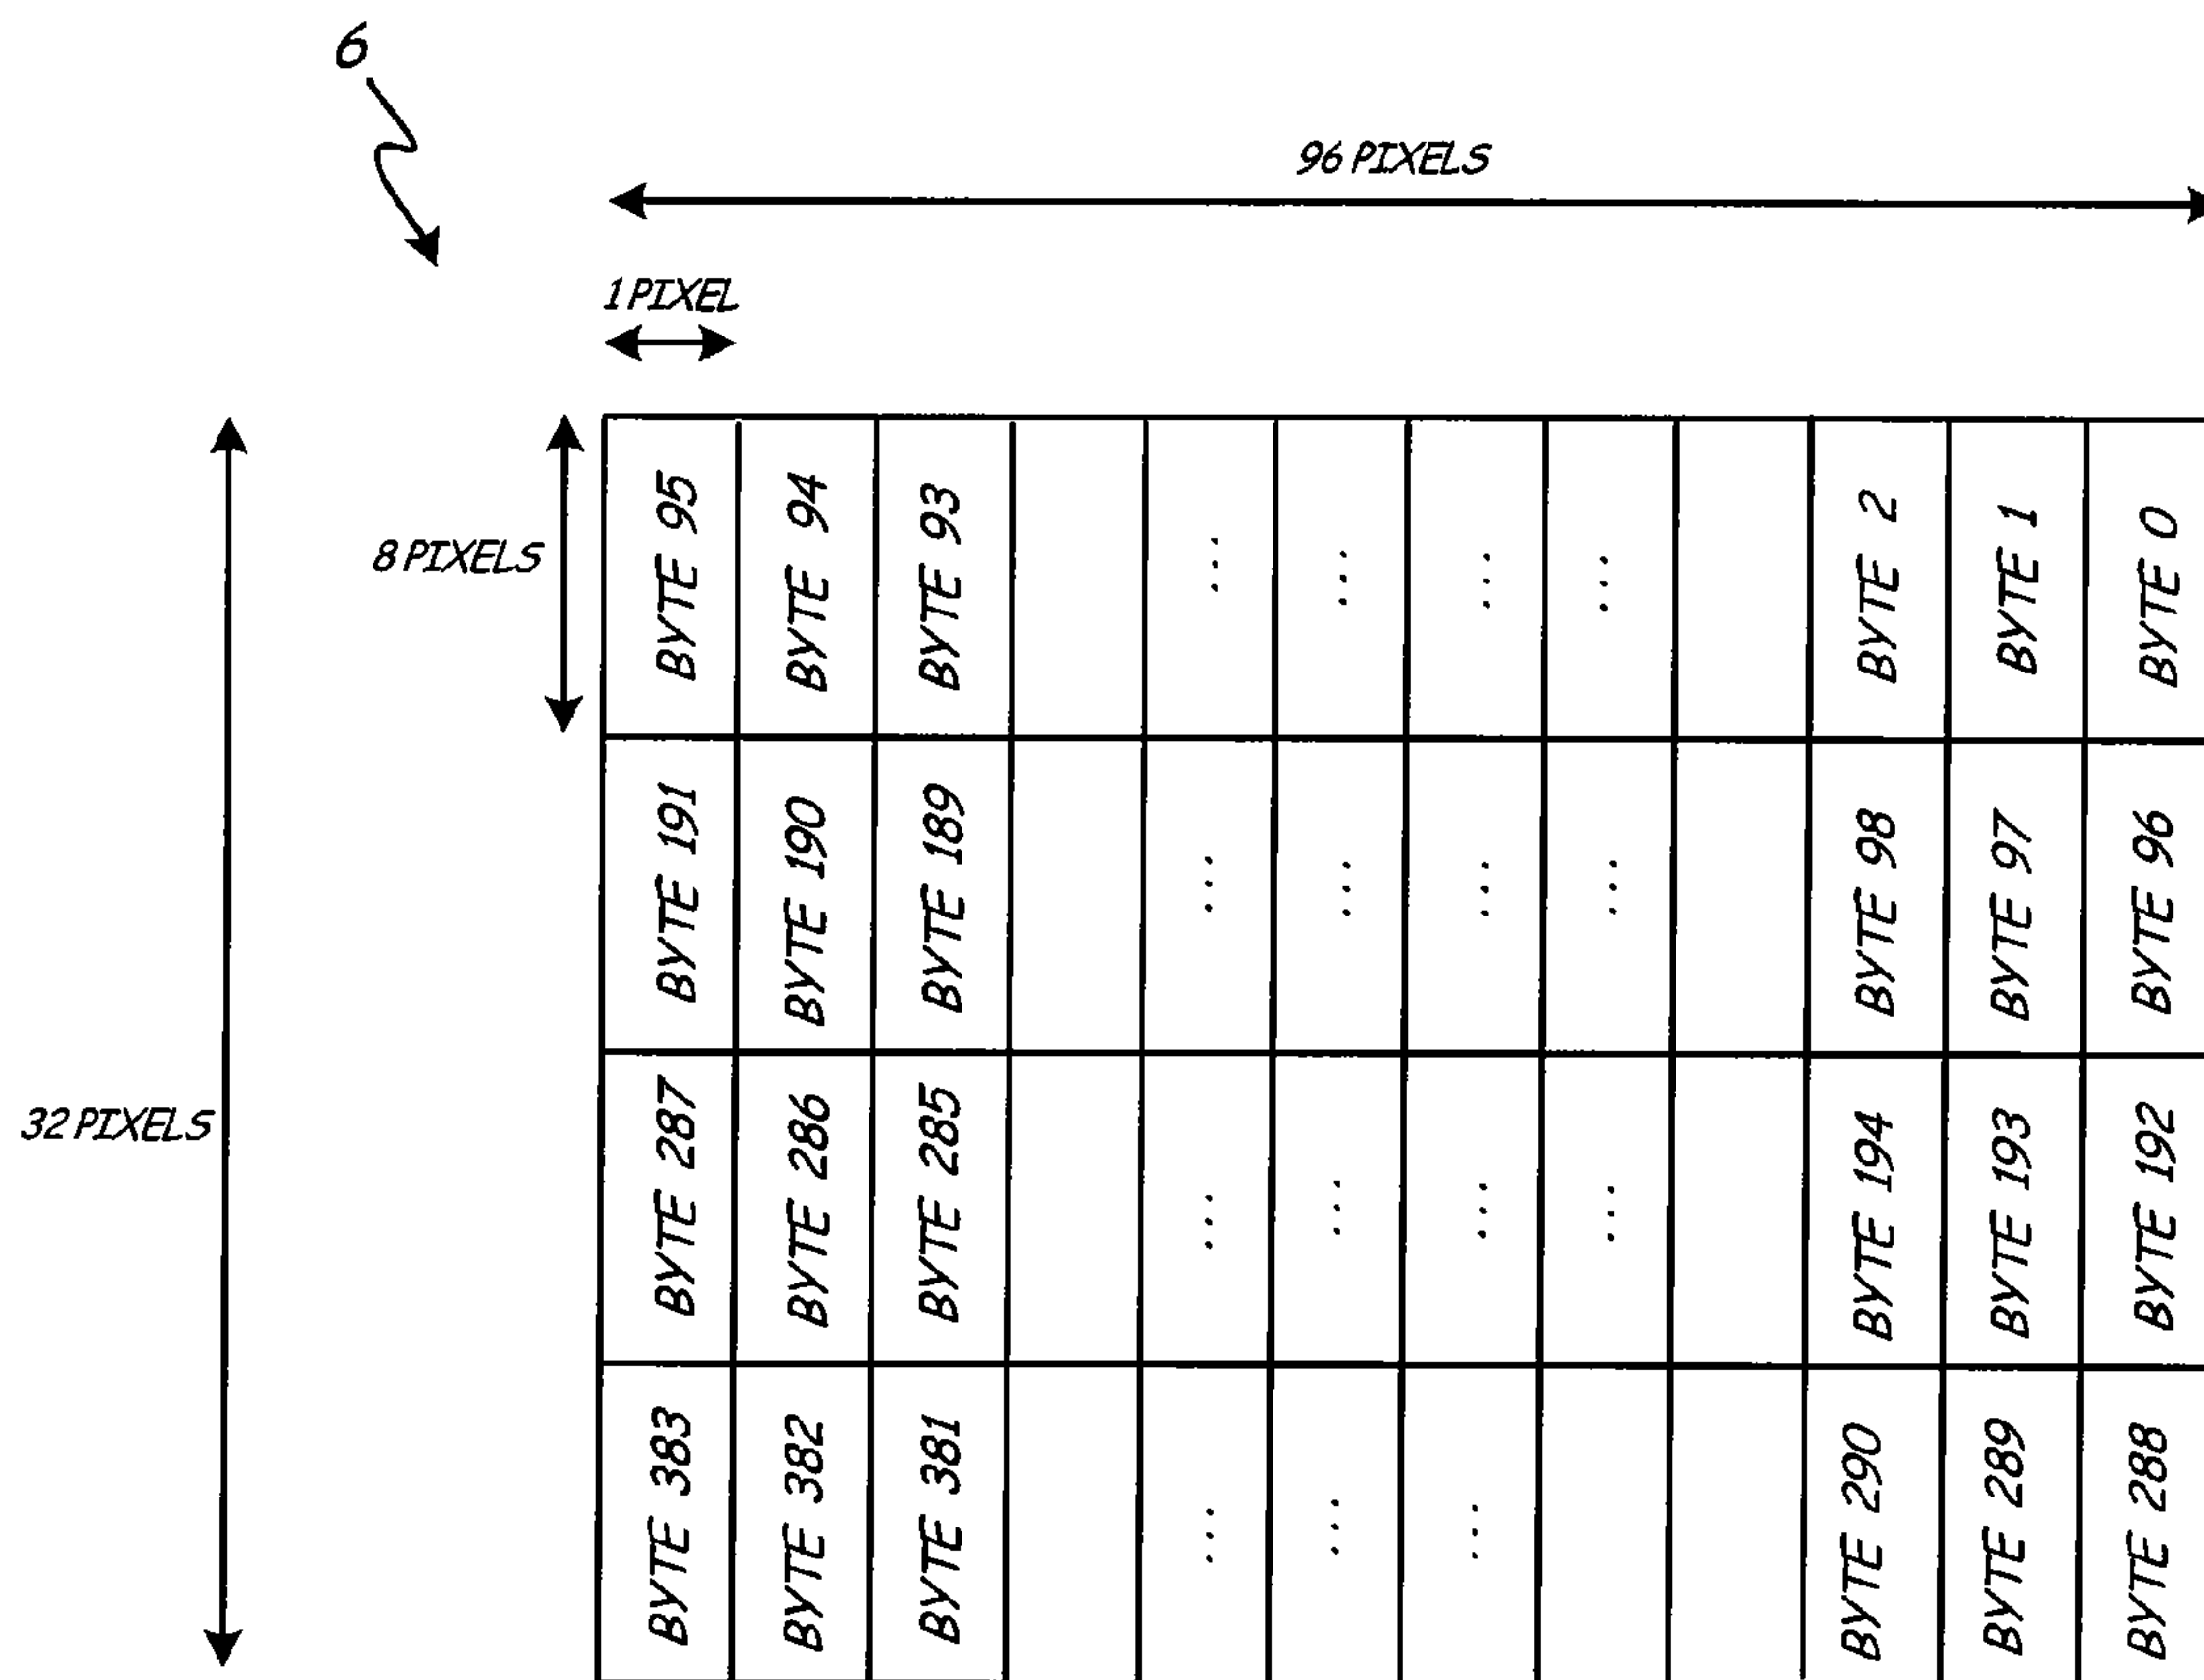 6
96 PIXELS
1 PIXEL
8 PIXELS
32 PIXELS
BYTE 95
BYTE 94
BYTE 93
...
...
...
...
BYTE 2
BYTE 1
BYTE 0
BYTE 191
BYTE 190
BYTE 189
...
...
...
...
BYTE 98
BYTE 97
BYTE 96
BYTE 287
BYTE 286
BYTE 285
...
...
...
...
BYTE 194
BYTE 193
BYTE 192
BYTE 383
BYTE 382
BYTE 381
...
...
...
BYTE 290
BYTE 289
BYTE 288